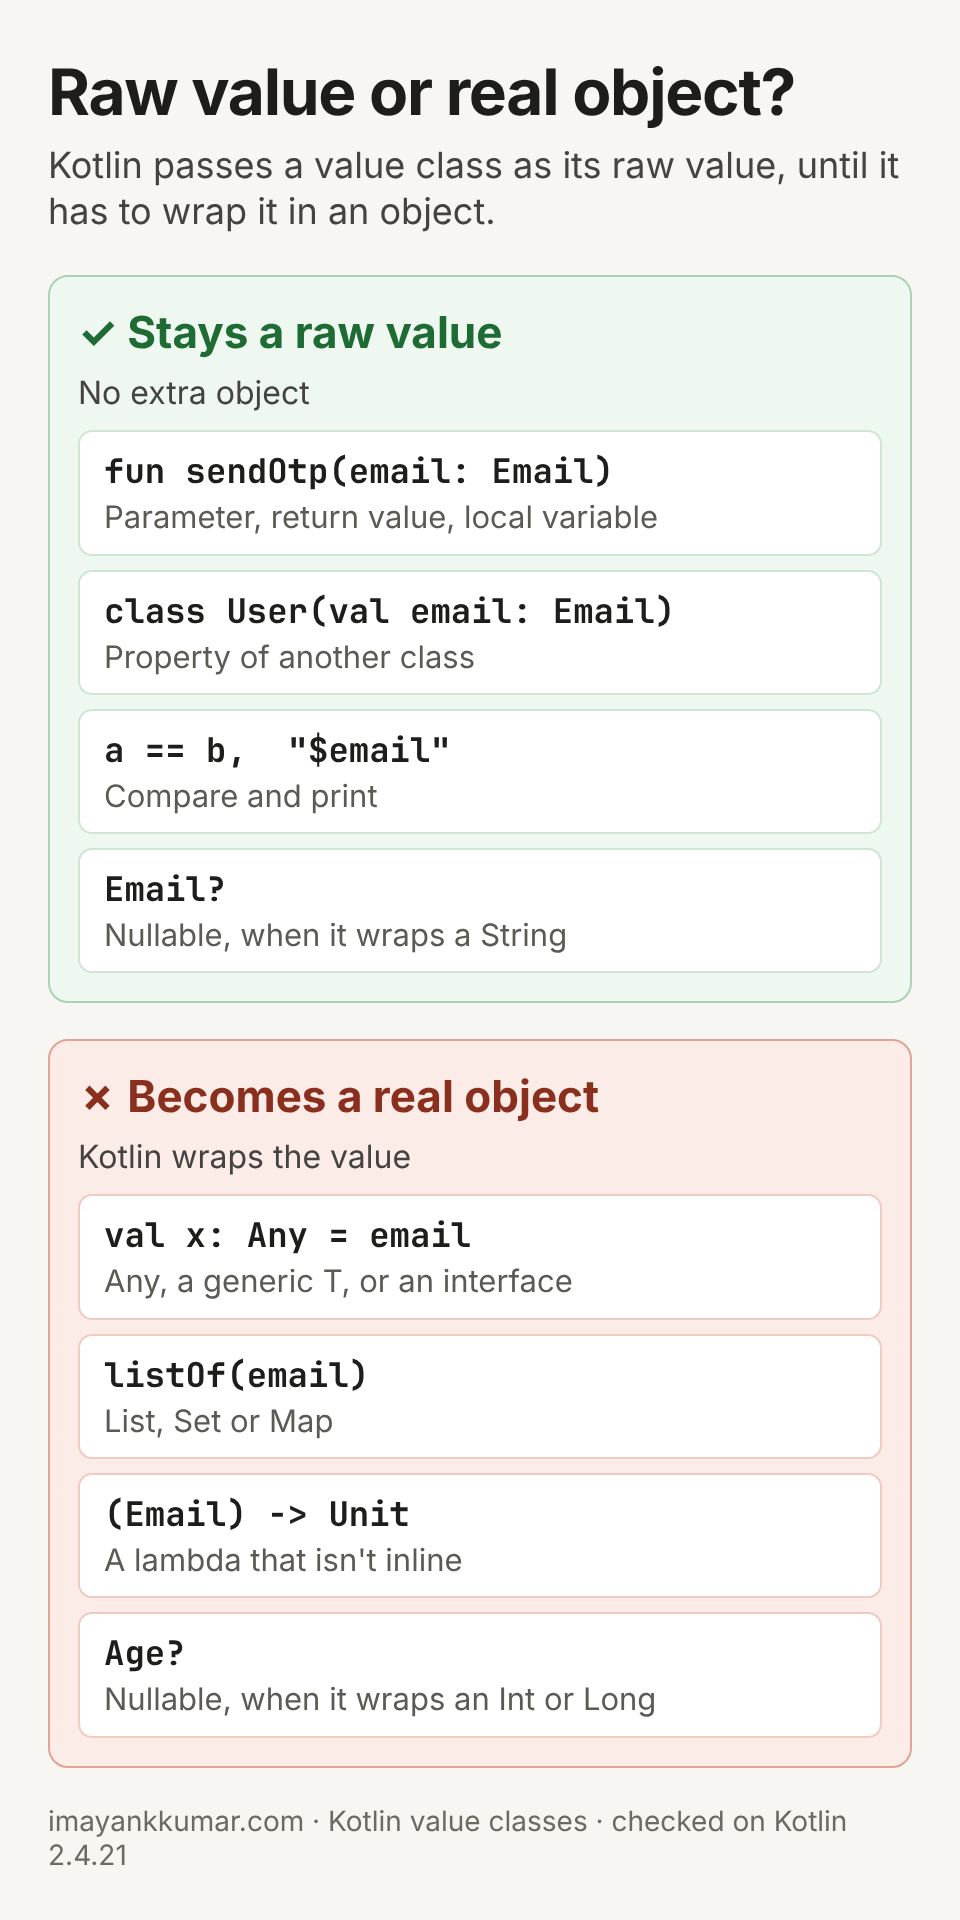 Raw value or real object?
Kotlin passes a value class as its raw value, until it
has to wrap it in an object.
✓ Stays a raw value
No extra object
fun sendOtp(email: Email)
Parameter, return value, local variable
class User(val email: Email)
Property of another class
a == b,  "$email"
Compare and print
Email?
Nullable, when it wraps a String
× Becomes a real object
Kotlin wraps the value
val x: Any = email
Any, a generic T, or an interface
listOf(email)
List, Set or Map
(Email) -> Unit
A lambda that isn't inline
Age?
Nullable, when it wraps an Int or Long
imayankkumar.com · Kotlin value classes · checked on Kotlin
2.4.21